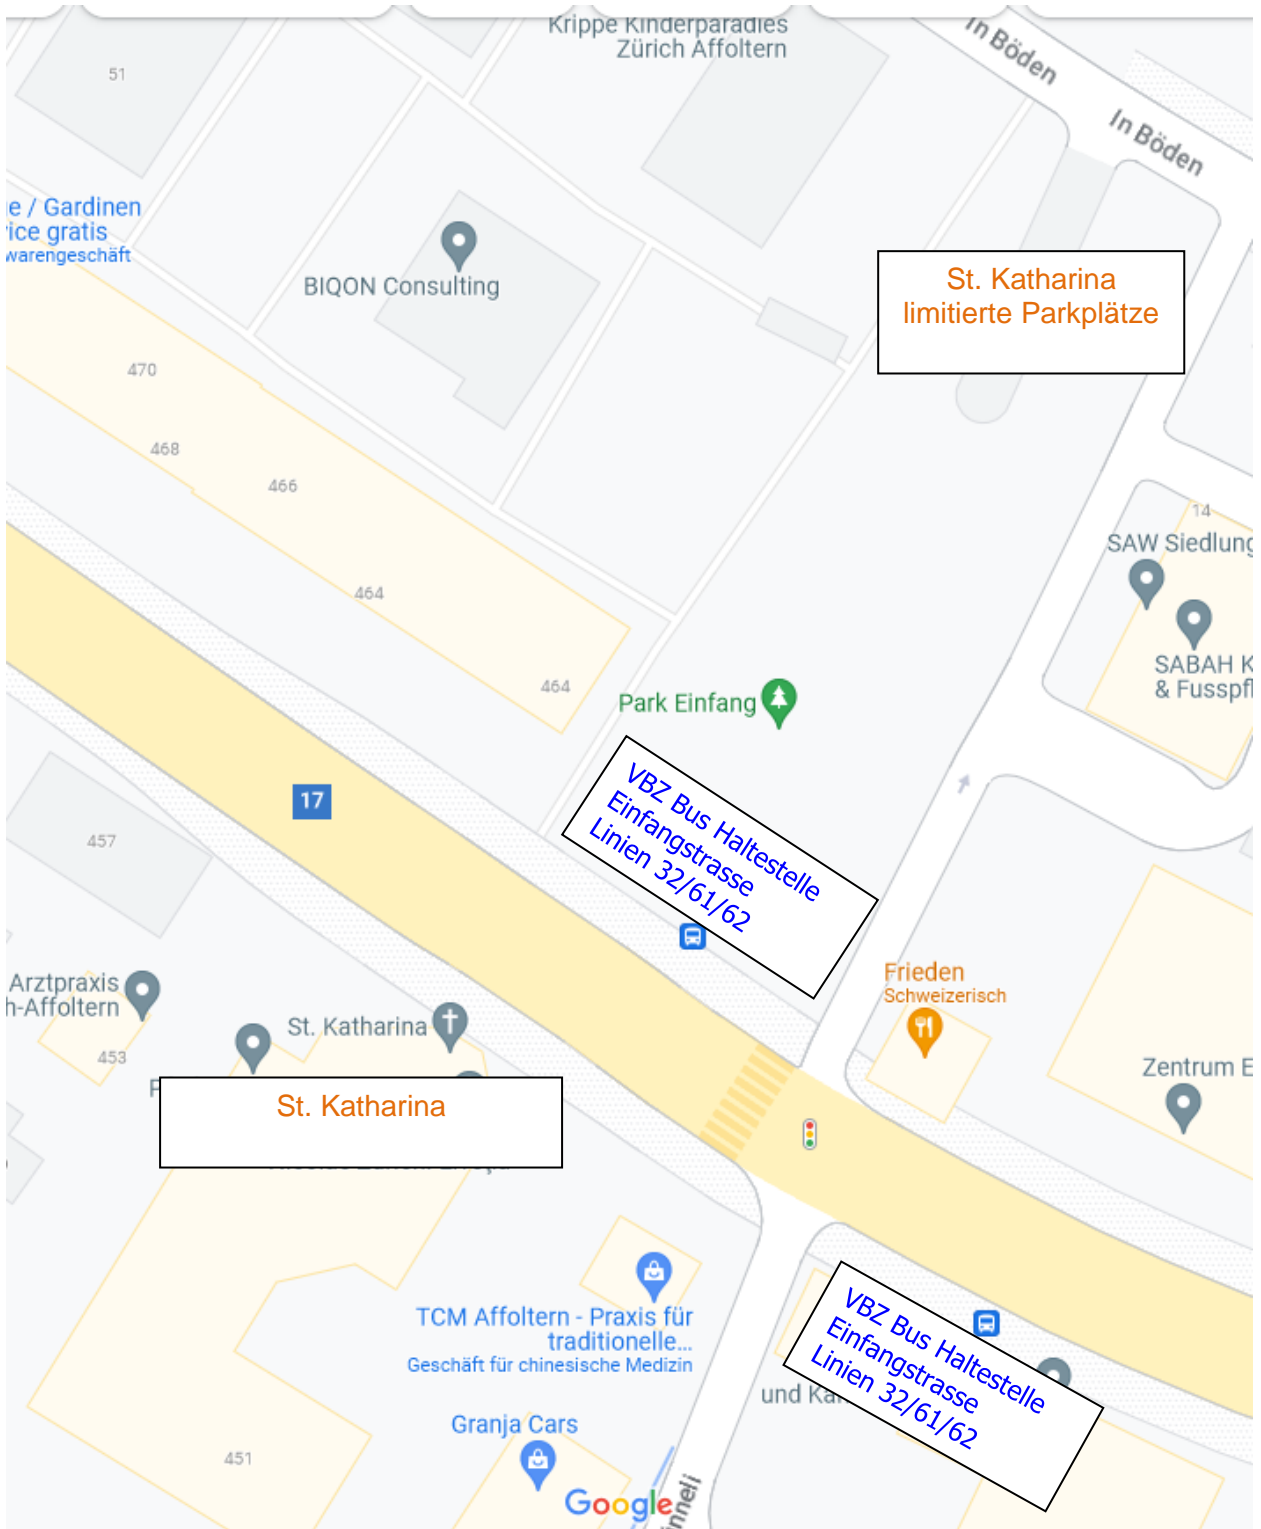 Krippe Kinderparadies
Zürich Affoltern
In Böden
In Böden
51
e / Gardinen
ice gratis
warengeschäft
BIQON Consulting
St. Katharina
limitierte Parkplätze
470
468
466
14
SAW Siedlung
464
SABAH K
& Fusspfl
464
Park Einfang
VBZ Bus Haltestelle
Einfangstrasse
Linien 32/61/62
17
457
Frieden
Schweizerisch
Arztpraxis
h-Affoltern
St. Katharina
453
Zentrum E
P
St. Katharina
VBZ Bus Haltestelle
Einfangstrasse
Linien 32/61/62
TCM Affoltern - Praxis für
traditionelle...
Geschäft für chinesische Medizin
und Kar
Granja Cars
451
Google